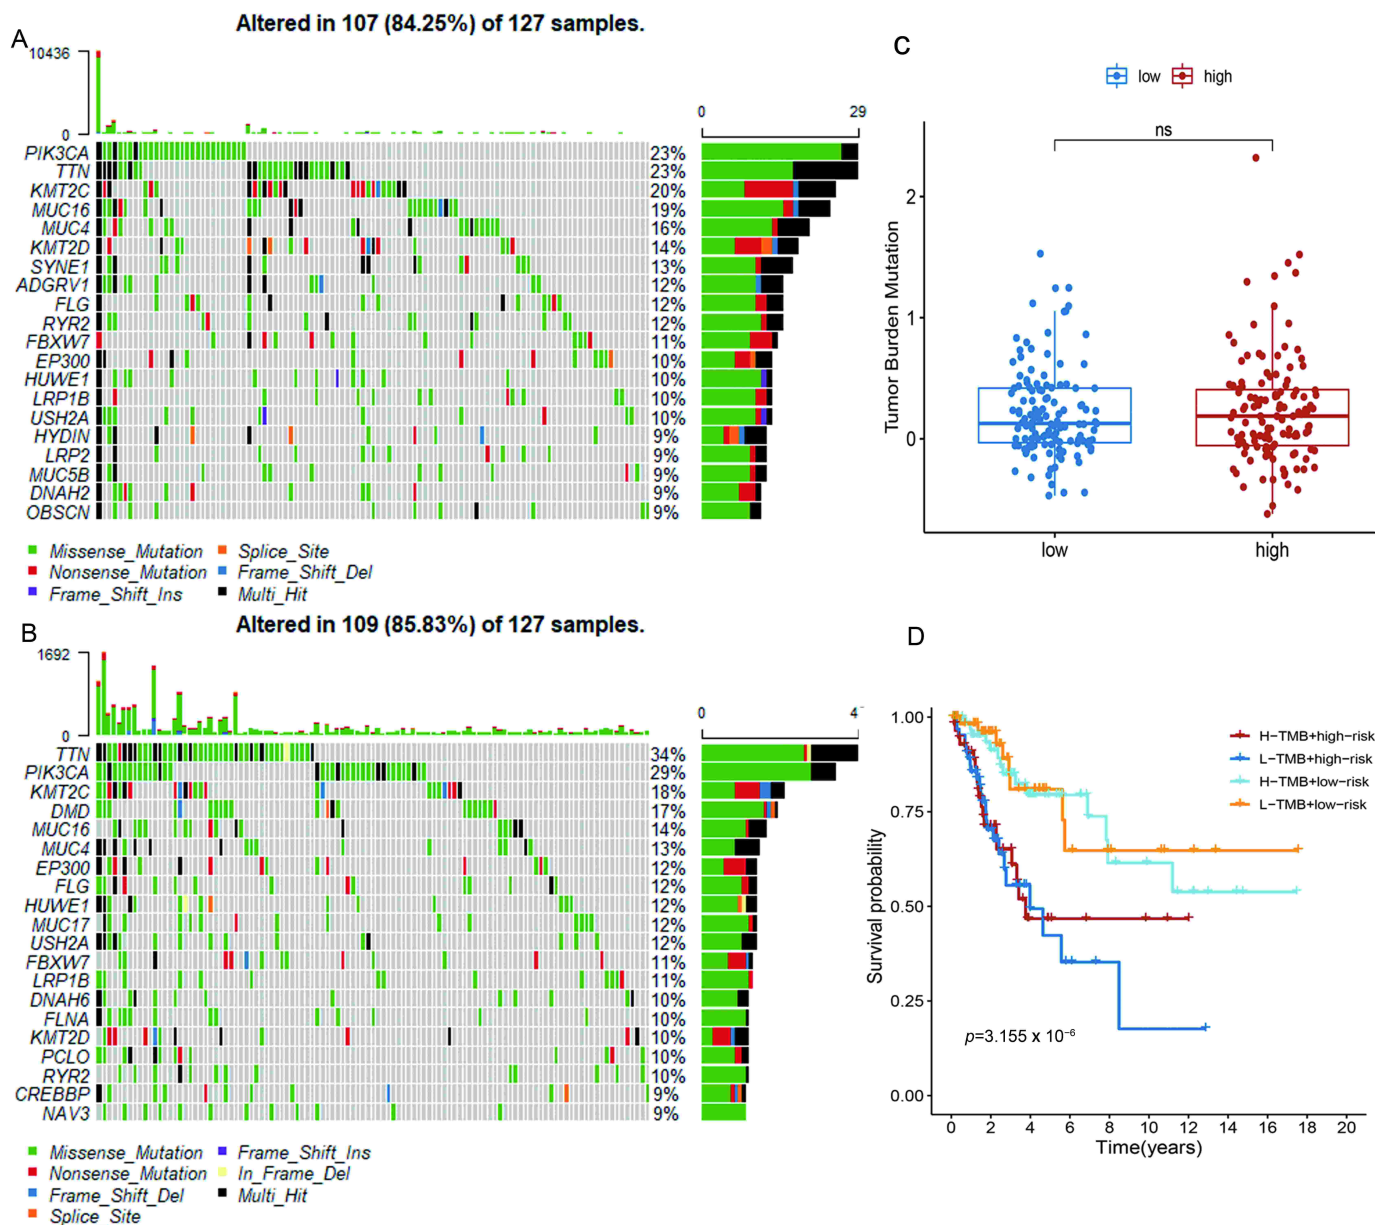 A
Altered in 107 (84.25%) of 127 samples.
10436
0
0 29
PIK3CA 23%
TTN 23%
KMT2C 20%
MUC16 19%
MUC4 16%
KMT2D 14%
SYNE1 13%
ADGRV1 12%
FLG 12%
RYR2 12%
FBXW7 11%
EP300 10%
HUWE1 10%
LRP1B 10%
USH2A 10%
HYDIN 9%
LRP2 9%
MUC5B 9%
DNAH2 9%
OBSCN 9%
Missense_Mutation Splice_Site
Nonsense_Mutation Frame_Shift_Del
Frame_Shift_Ins Multi_Hit
B
Altered in 109 (85.83%) of 127 samples.
1692
0
0 4
TTN 34%
PIK3CA 29%
KMT2C 18%
DMD 17%
MUC16 14%
MUC4 13%
EP300 12%
FLG 12%
HUWE1 12%
MUC17 12%
USH2A 12%
FBXW7 11%
LRP1B 11%
DNAH6 10%
FLNA 10%
KMT2D 10%
PCLO 10%
RYR2 10%
CREBBP 9%
NAV3 9%
Missense_Mutation Frame_Shift_Ins
Nonsense_Mutation In_Frame_Del
Frame_Shift_Del Multi_Hit
Splice_Site
C
low high
ns
Tumor Burden Mutation
2
1
0
low high
D
H−TMB+high−risk
L−TMB+high−risk
H−TMB+low−risk
L−TMB+low−risk
Survival probability
1.00
0.75
0.50
0.25
0.00
p=3.155 x 10⁻⁶
0 2 4 6 8 10 12 14 16 18 20
Time(years)